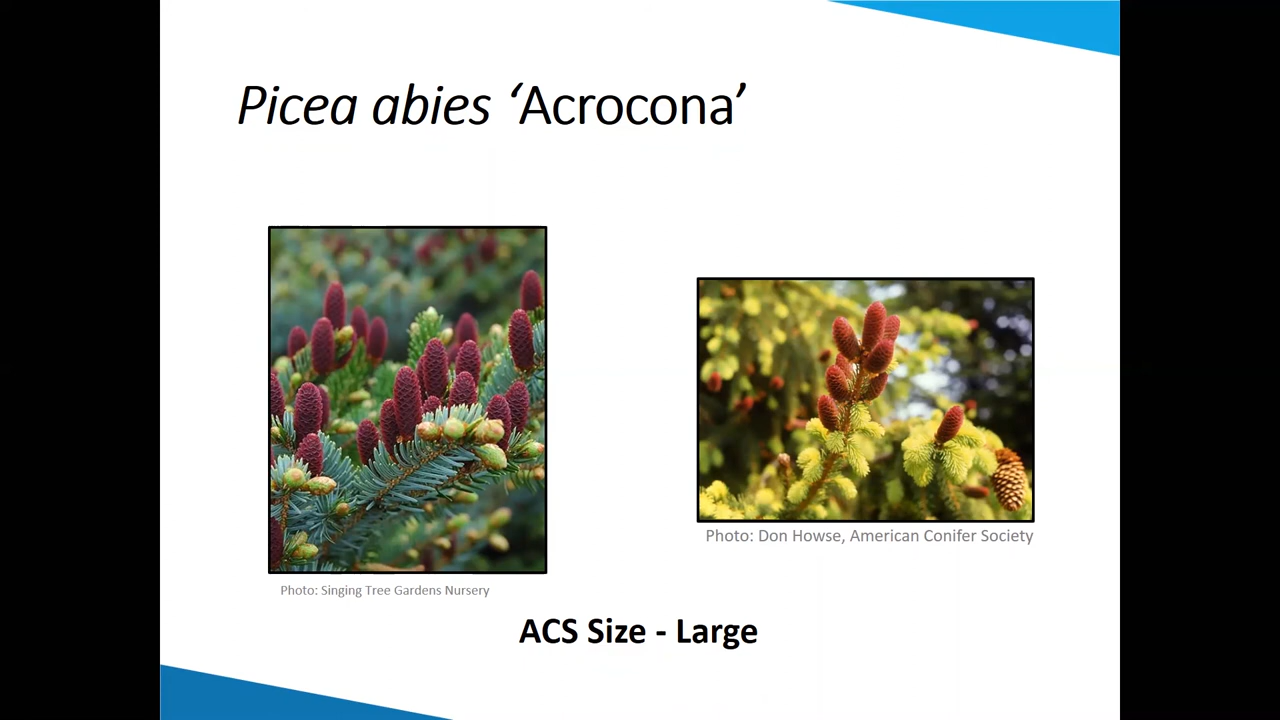 Picea abies ‘Acrocona’
Photo: Don Howse, American Conifer Society
Photo: Singing Tree Gardens Nursery
ACS Size - Large